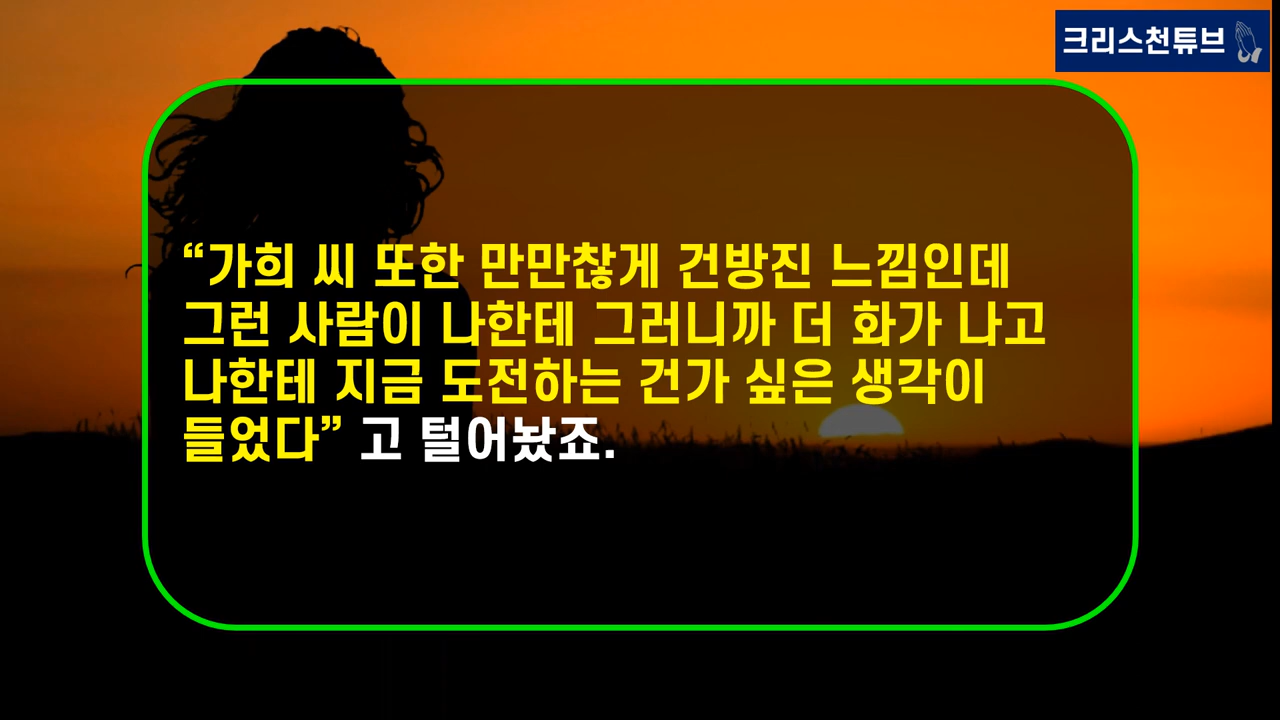 크리스천튜브
“가희 씨 또한 만만찮게 건방진 느낌인데
그런 사람이 나한테 그러니까 더 화가 나고
나한테 지금 도전하는 건가 싶은 생각이
들었다” 고 털어놨죠.